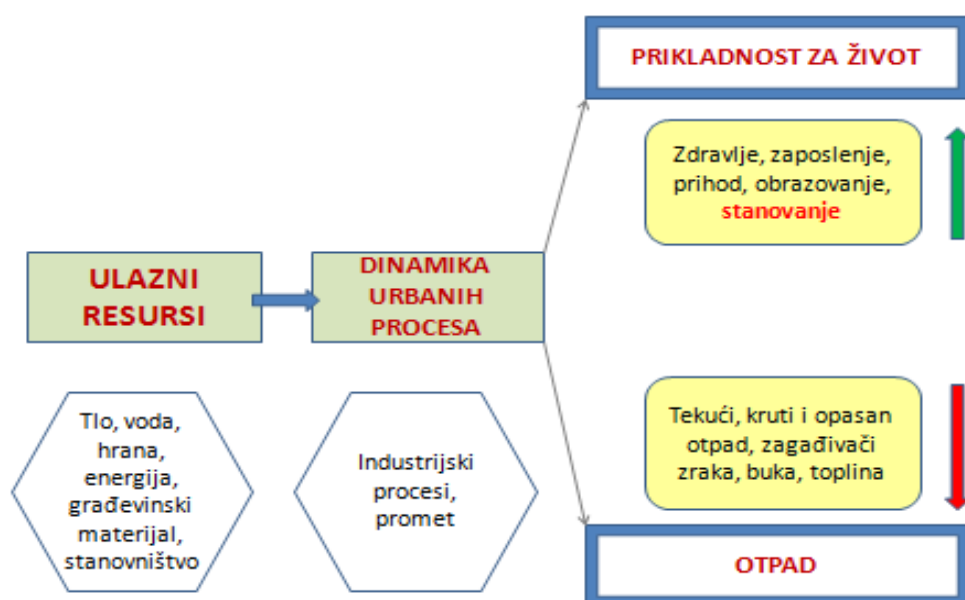 PRIKLADNOST ZA ŽIVOT
Zdravlje, zaposlenje,
prihod, obrazovanje,
stanovanje
ULAZNI
RESURSI
DINAMIKA
URBANIH
PROCESA
Tlo, voda,
hrana,
energija,
građevinski
materijal,
stanovništvo
Industrijski
procesi,
promet
Tekući, kruti i opasan
otpad, zagađivači
zraka, buka, toplina
OTPAD